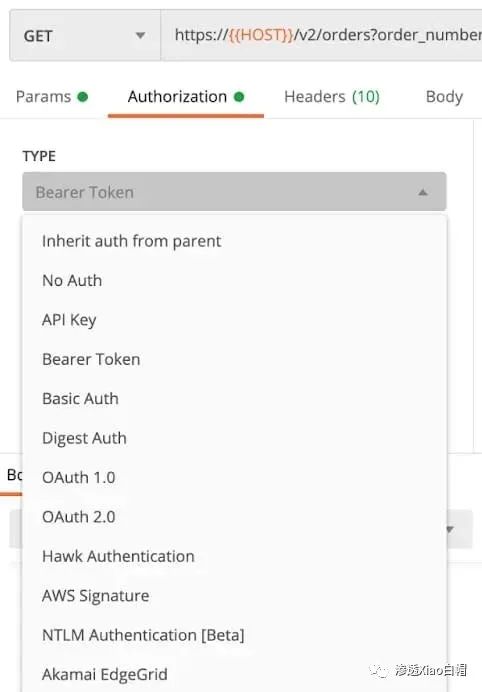 GET https://{{HOST}}/v2/orders?order_number
Params Authorization Headers (10) Body
TYPE
Bearer Token
Inherit auth from parent
No Auth
API Key
Bearer Token
Basic Auth
Digest Auth
OAuth 1.0
OAuth 2.0
Hawk Authentication
AWS Signature
NTLM Authentication [Beta]
Akamai EdgeGrid
渗透Xiao白帽